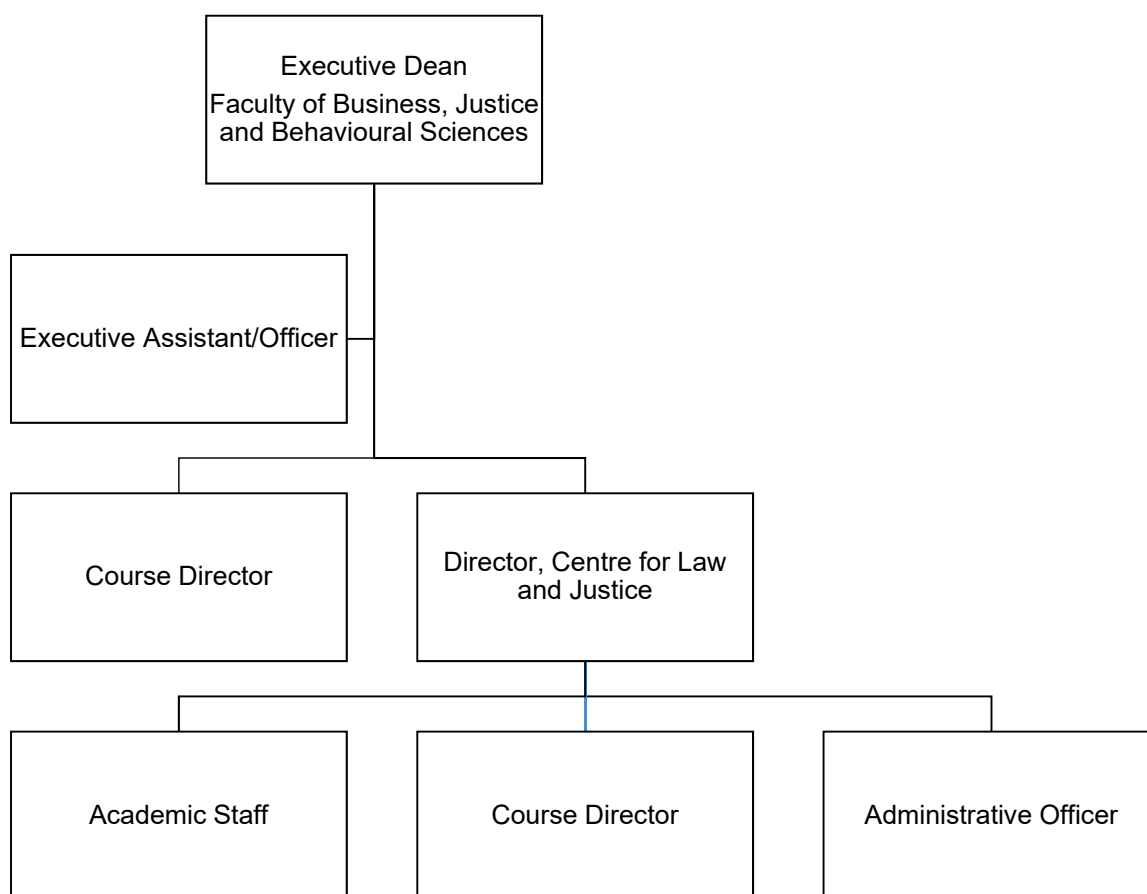 Executive Dean
Faculty of Business, Justice
and Behavioural Sciences
Executive Assistant/Officer
Course Director
Director, Centre for Law
and Justice
Academic Staff
Course Director
Administrative Officer